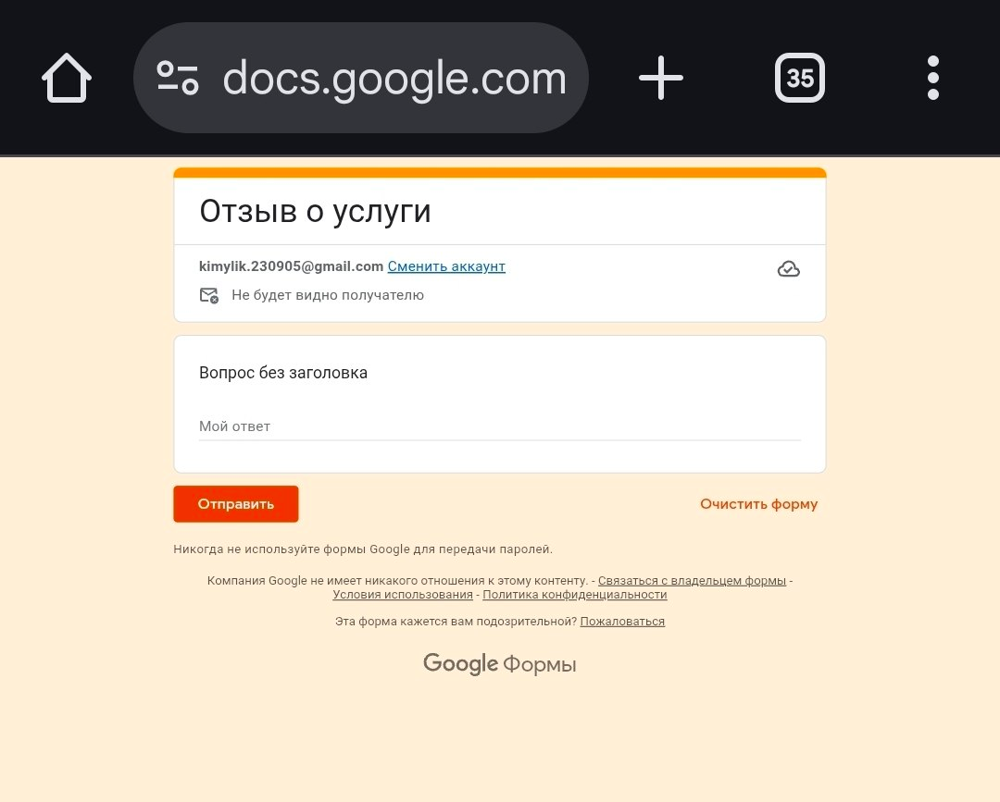 docs.google.com
35
Отзыв о услуги
kimylik.230905@gmail.com Сменить аккаунт
Не будет видно получателю
Вопрос без заголовка
Мой ответ
Отправить
Очистить форму
Никогда не используйте формы Google для передачи паролей.
Компания Google не имеет никакого отношения к этому контенту. - Связаться с владельцем формы -
Условия использования - Политика конфиденциальности
Эта форма кажется вам подозрительной? Пожаловаться
Google Формы